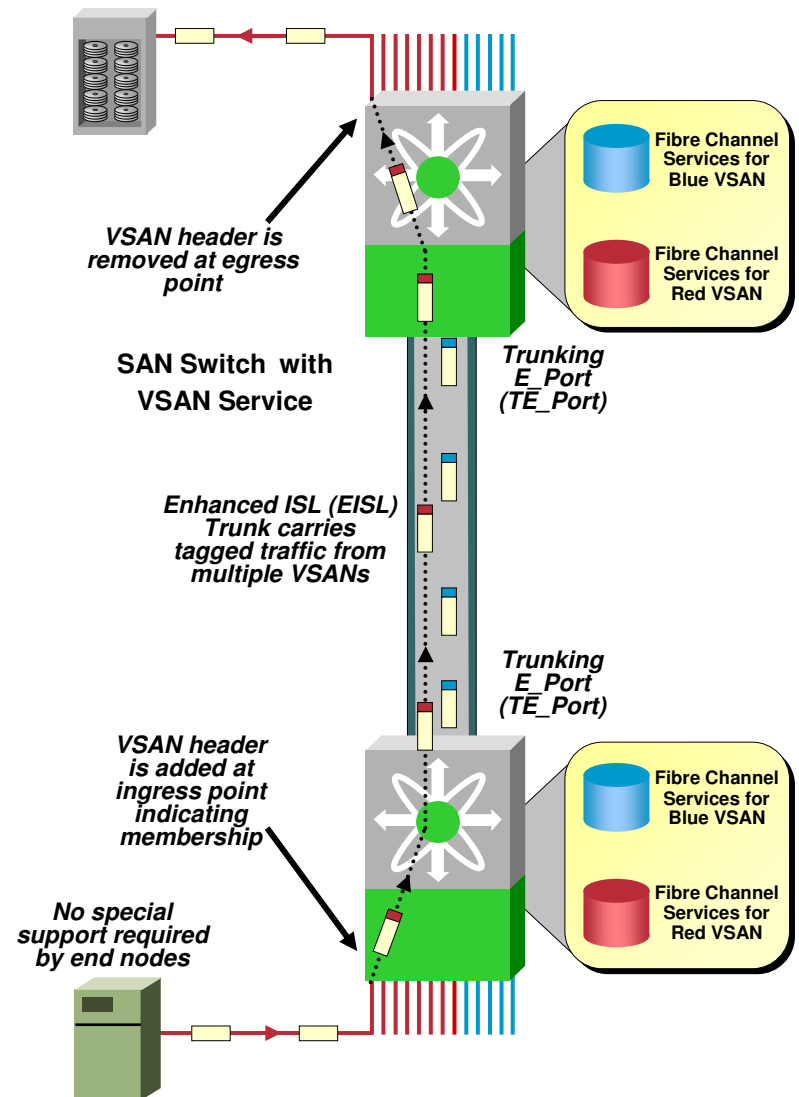 Fibre Channel
Services for
Blue VSAN
Fibre Channel
Services for
Red VSAN
VSAN header is
removed at egress
point
SAN Switch with
VSAN Service
Trunking
E_Port
(TE_Port)
Enhanced ISL (EISL)
Trunk carries
tagged traffic from
multiple VSANs
Trunking
E_Port
(TE_Port)
VSAN header
is added at
ingress point
indicating
membership
Fibre Channel
Services for
Blue VSAN
Fibre Channel
Services for
Red VSAN
No special
support required
by end nodes